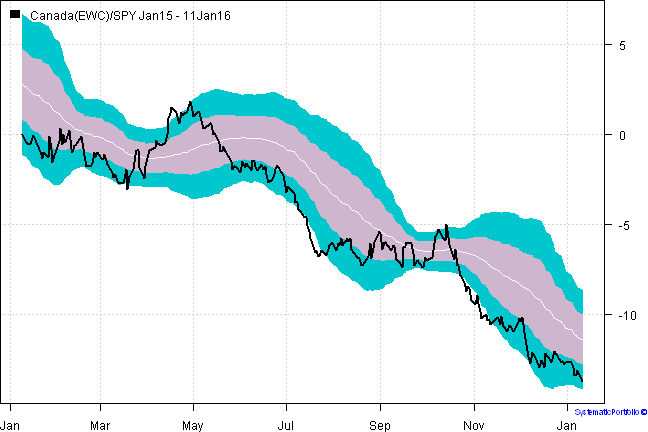 Canada(EWC)/SPY Jan15 - 11Jan16
5
0
-5
-10
Jan Mar May Jul Sep Nov Jan
SystematicPortfolio ©